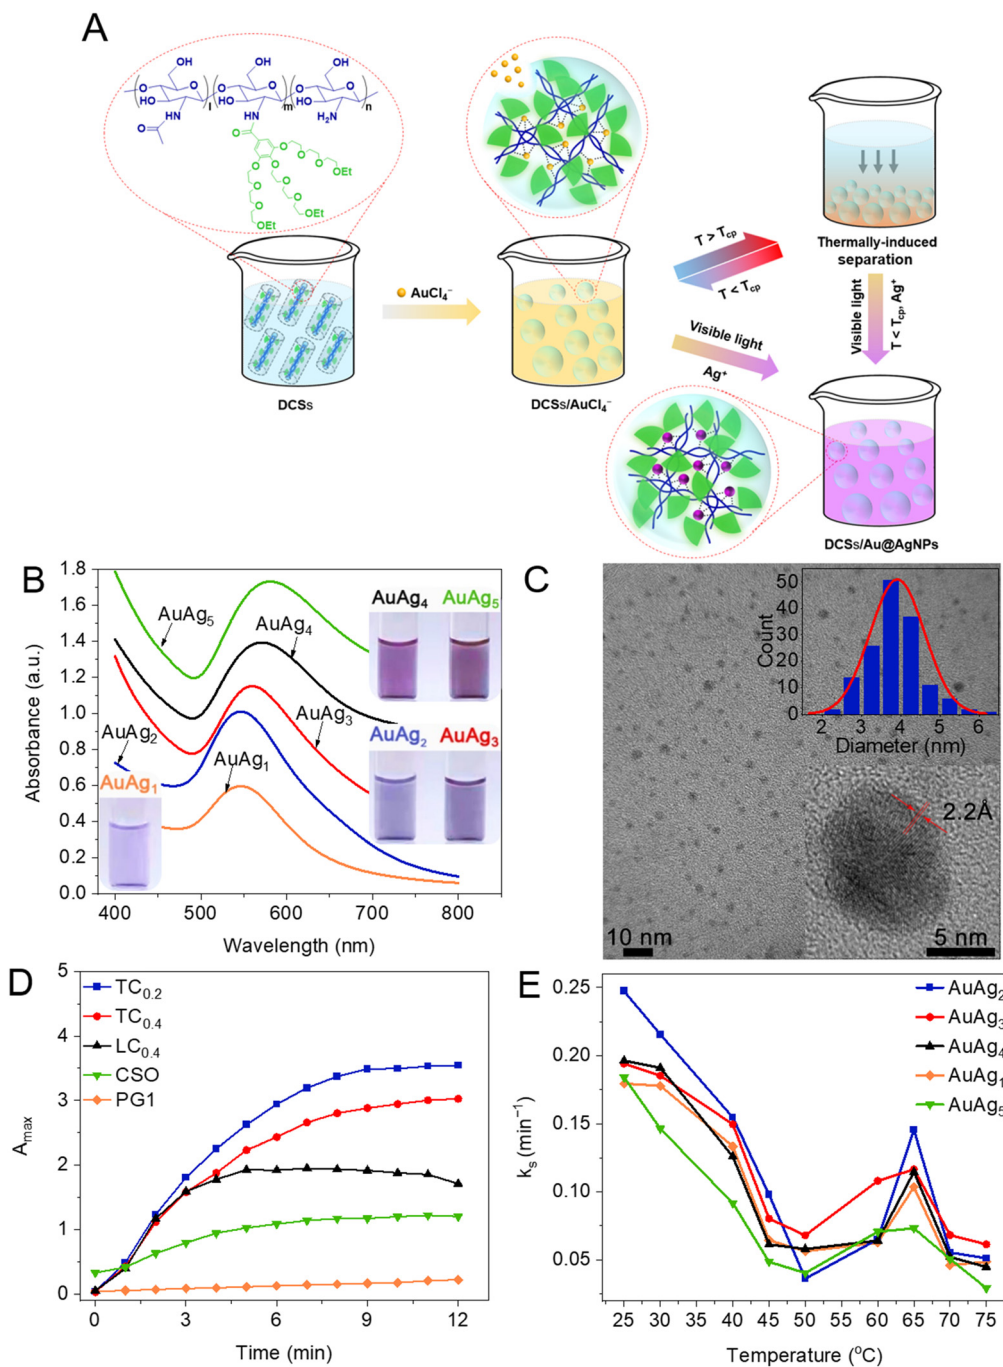 A
OH
OH
OH
O
O
O
O
O
O
O
HO
HO
HO
l
m
n
NH
HN
H₂N
O
O
O
O
O
O
O
O
OEt
O
O
O
O
O
OEt
OEt
AuCl₄⁻
T > Tcp
T < Tcp
Thermally-induced
separation
Visible light
Ag⁺
Visible light
T < Tcp, Ag⁺
DCSs
DCSs/AuCl₄⁻
DCSs/Au@AgNPs
B
1.8
1.6
1.4
1.2
1.0
0.8
0.6
0.4
0.2
0.0
Absorbance (a.u.)
400
500
600
700
800
Wavelength (nm)
AuAg₅
AuAg₄
AuAg₃
AuAg₂
AuAg₁
AuAg₄
AuAg₅
AuAg₂
AuAg₃
AuAg₁
C
50
40
30
20
10
0
Count
2
3
4
5
6
Diameter (nm)
2.2Å
10 nm
5 nm
D
5
4
3
2
1
0
Amax
TC0.2
TC0.4
LC0.4
CSO
PG1
0
3
6
9
12
Time (min)
E
0.25
0.20
0.15
0.10
0.05
kₛ (min⁻¹)
AuAg₂
AuAg₃
AuAg₄
AuAg₁
AuAg₅
25 30 35 40 45 50 55 60 65 70 75
Temperature (°C)